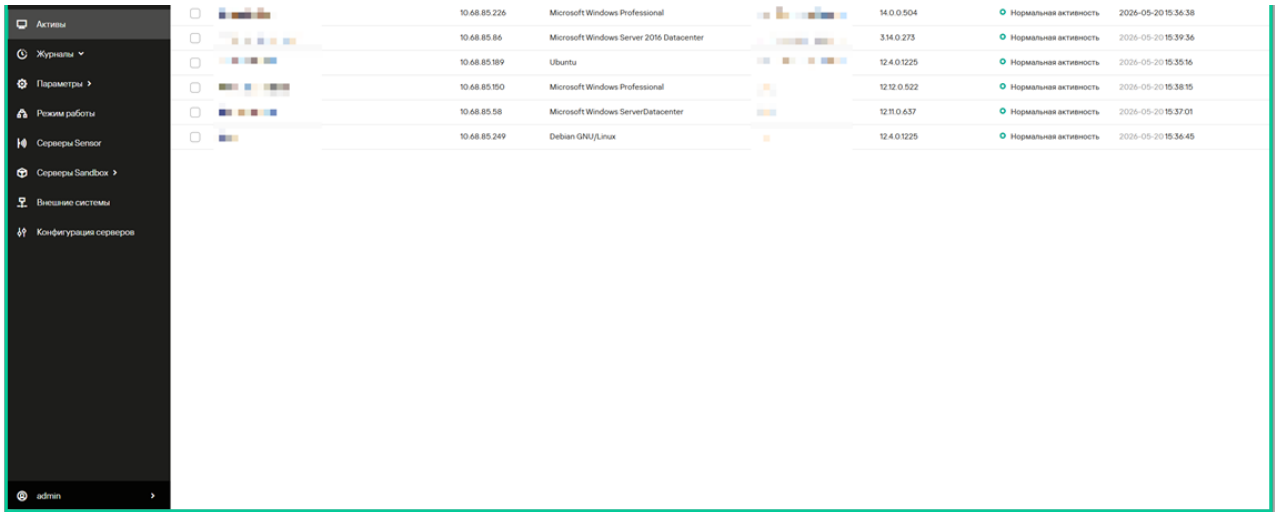 Активы
Журналы
Параметры
Режим работы
Серверы Sensor
Серверы Sandbox
Внешние системы
Конфигурация серверов
admin
10.68.85.226 Microsoft Windows Professional 14.0.0.504 Нормальная активность 2026-05-20 15:36:38
10.68.85.86 Microsoft Windows Server 2016 Datacenter 3.14.0.273 Нормальная активность 2026-05-20 15:39:36
10.68.85.189 Ubuntu 12.4.0.1225 Нормальная активность 2026-05-20 15:35:16
10.68.85.150 Microsoft Windows Professional 12.12.0.522 Нормальная активность 2026-05-20 15:38:15
10.68.85.58 Microsoft Windows ServerDatacenter 12.11.0.637 Нормальная активность 2026-05-20 15:37:01
10.68.85.249 Debian GNU/Linux 12.4.0.1225 Нормальная активность 2026-05-20 15:36:45